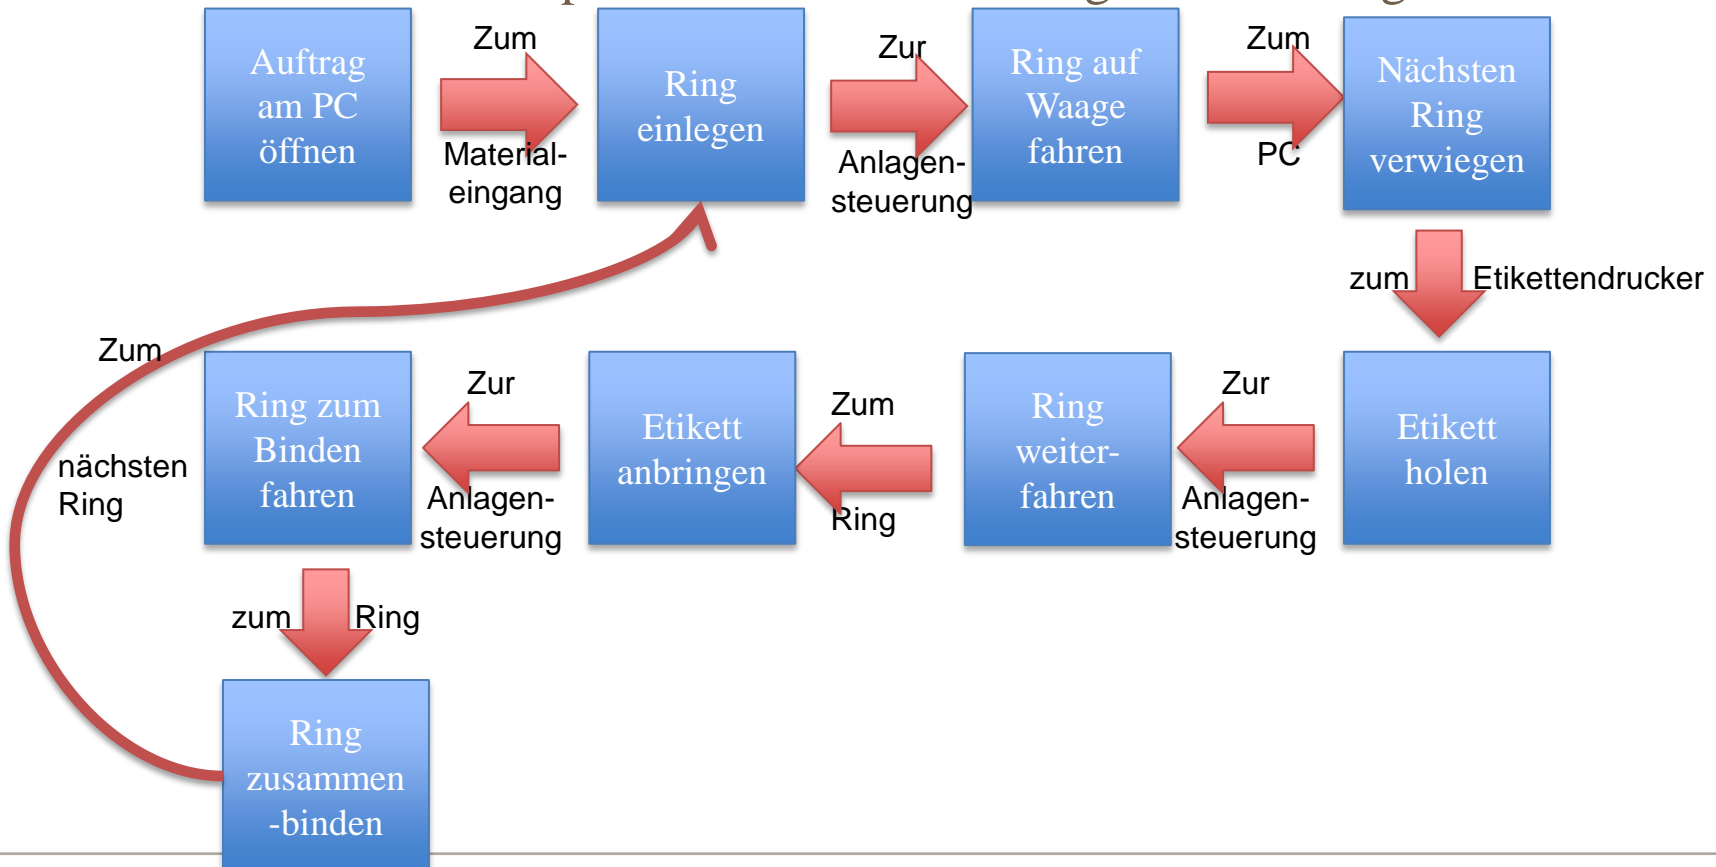 Auftrag
am PC
öffnen
Zum
Material-
eingang
Ring
einlegen
Zur
Anlagen-
steuerung
Ring auf
Waage
fahren
Zum
PC
Nächsten
Ring
verwiegen
zum Etikettendrucker
Etikett
holen
Zur
Anlagen-
steuerung
Ring
weiter-
fahren
Zum
Ring
Etikett
anbringen
Zur
Anlagen-
steuerung
Ring zum
Binden
fahren
zum Ring
Ring
zusammen
-binden
Zum
nächsten
Ring